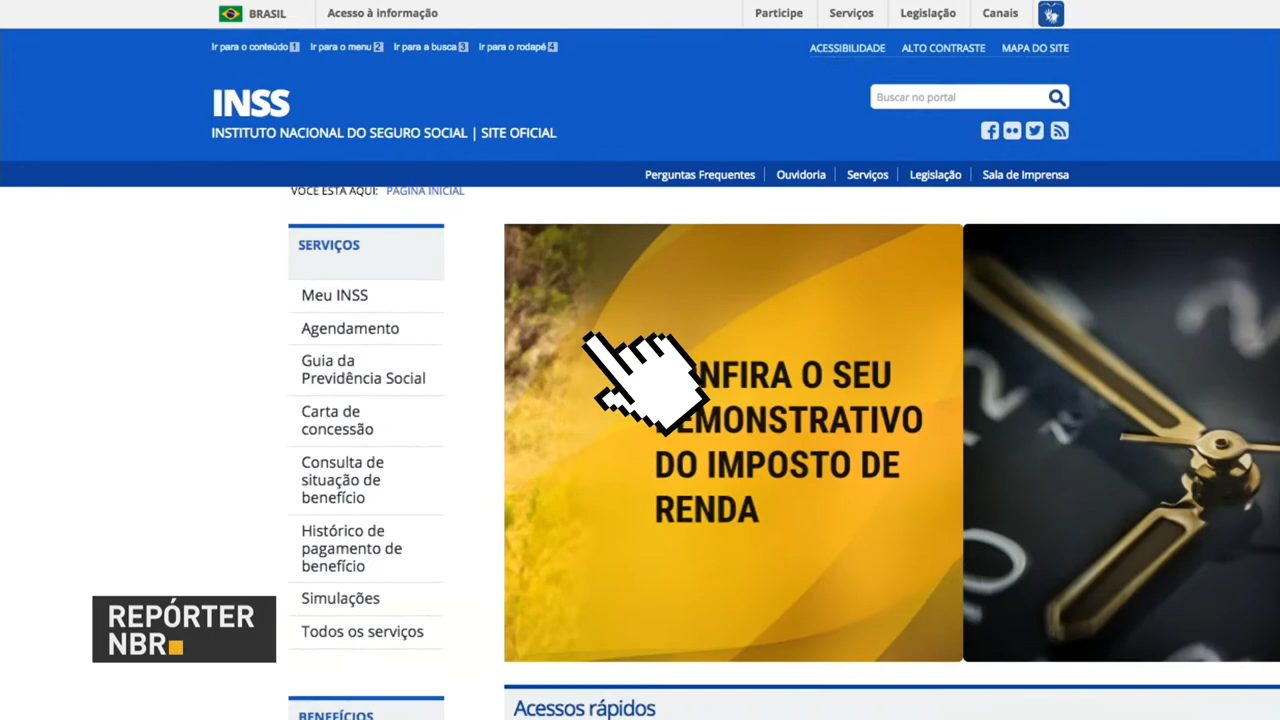 BRASIL
Acesso à informação
Participe
Serviços
Legislação
Canais
Ir para o conteúdo 1
Ir para o menu 2
Ir para a busca 3
Ir para o rodapé 4
ACESSIBILIDADE
ALTO CONTRASTE
MAPA DO SITE
INSS
INSTITUTO NACIONAL DO SEGURO SOCIAL | SITE OFICIAL
Buscar no portal
Perguntas Frequentes
Ouvidoria
Serviços
Legislação
Sala de Imprensa
VOCÊ ESTÁ AQUI: PÁGINA INICIAL
SERVIÇOS
Meu INSS
Agendamento
Guia da
Previdência Social
Carta de
concessão
Consulta de
situação de
benefício
Histórico de
pagamento de
benefício
Simulações
Todos os serviços
BENEFÍCIOS
NFIRA O SEU
EMONSTRATIVO
DO IMPOSTO DE
RENDA
Acessos rápidos
REPÓRTER
NBR